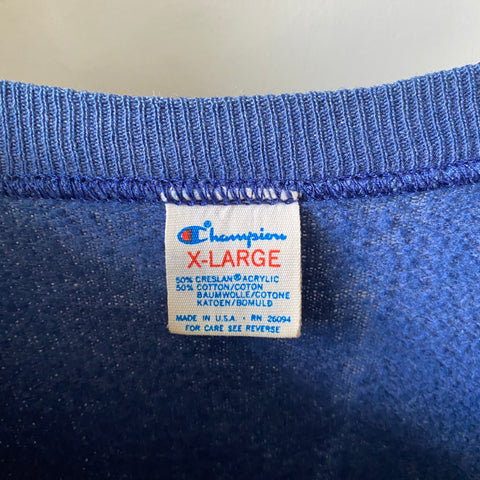 Champion
X-LARGE
50% CRESLAN® ACRYLIC
50% COTTON/COTON
BAUMWOLLE/COTONE
KATOEN/BOMULD
MADE IN U.S.A. · RN 26094
FOR CARE SEE REVERSE